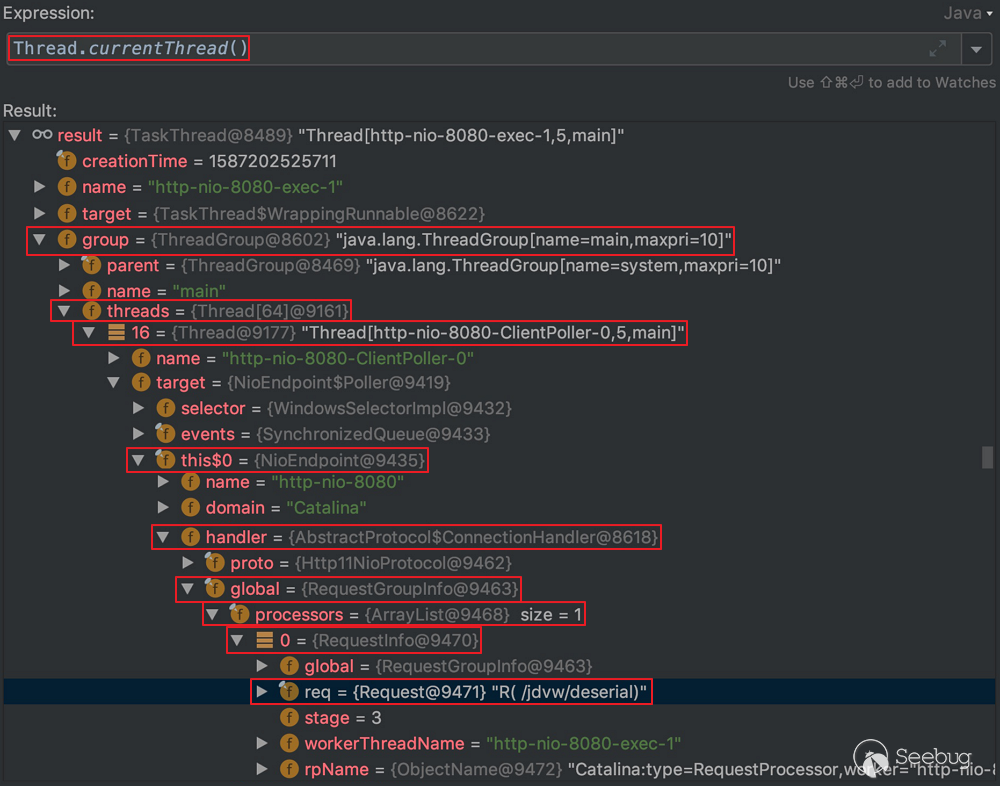 Expression:
Java
Thread.currentThread()
Use ⇧⌘⏎ to add to Watches
Result:
result = {TaskThread@8489} "Thread[http-nio-8080-exec-1,5,main]"
creationTime = 1587202525711
name = "http-nio-8080-exec-1"
target = {TaskThread$WrappingRunnable@8622}
group = {ThreadGroup@8602} "java.lang.ThreadGroup[name=main,maxpri=10]"
parent = {ThreadGroup@8469} "java.lang.ThreadGroup[name=system,maxpri=10]"
name = "main"
threads = {Thread[64]@9161}
16 = {Thread@9177} "Thread[http-nio-8080-ClientPoller-0,5,main]"
name = "http-nio-8080-ClientPoller-0"
target = {NioEndpoint$Poller@9419}
selector = {WindowsSelectorImpl@9432}
events = {SynchronizedQueue@9433}
this$0 = {NioEndpoint@9435}
name = "http-nio-8080"
domain = "Catalina"
handler = {AbstractProtocol$ConnectionHandler@8618}
proto = {Http11NioProtocol@9462}
global = {RequestGroupInfo@9463}
processors = {ArrayList@9468} size = 1
0 = {RequestInfo@9470}
global = {RequestGroupInfo@9463}
req = {Request@9471} "R( /jdvw/deserial)"
stage = 3
workerThreadName = "http-nio-8080-exec-1"
rpName = {ObjectName@9472} "Catalina:type=RequestProcessor,worker="http-nio-8
Seebug